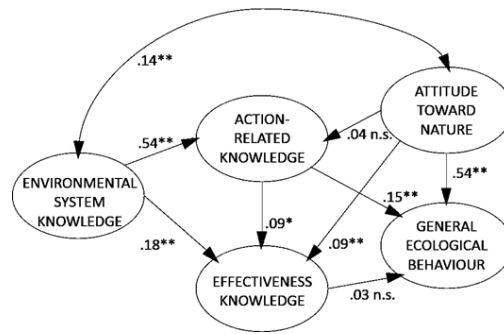 .14**
ATTITUDE
TOWARD
NATURE
ACTION-
RELATED
KNOWLEDGE
.04 n.s.
.54**
ENVIRONMENTAL
SYSTEM
KNOWLEDGE
.54**
.15**
.09*
.18**
.09**
GENERAL
ECOLOGICAL
BEHAVIOUR
EFFECTIVENESS
KNOWLEDGE
.03 n.s.